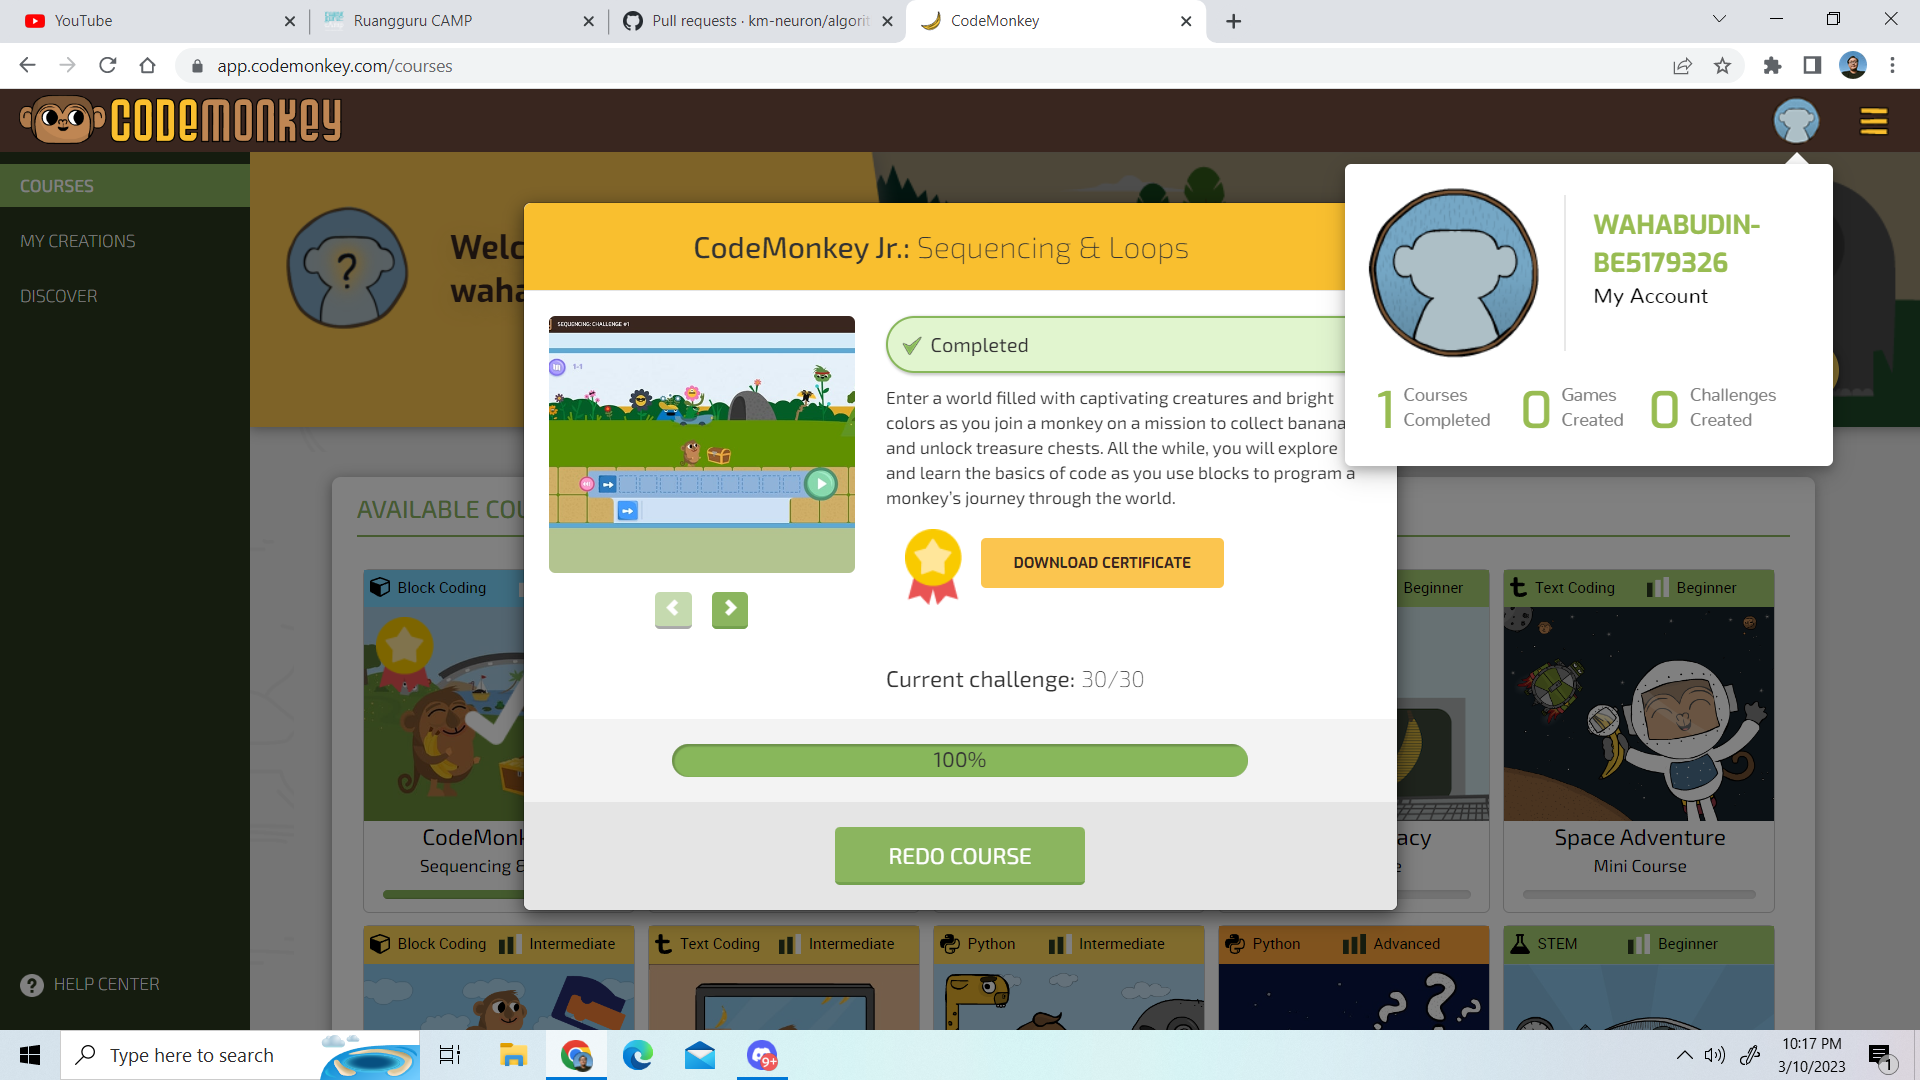 YouTube
Ruangguru CAMP
Pull requests · km-neuron/algorit
CodeMonkey
app.codemonkey.com/courses
CODEMONKEY
COURSES
MY CREATIONS
DISCOVER
HELP CENTER
Welc
waha
CodeMonkey Jr.: Sequencing & Loops
SEQUENCING: CHALLENGE #1
1-1
Completed
Enter a world filled with captivating creatures and bright
colors as you join a monkey on a mission to collect banana
and unlock treasure chests. All the while, you will explore
and learn the basics of code as you use blocks to program a
monkey's journey through the world.
DOWNLOAD CERTIFICATE
Current challenge: 30/30
100%
REDO COURSE
WAHABUDIN-
BE5179326
My Account
1 Courses Completed
0 Games Created
0 Challenges Created
AVAILABLE COU
Block Coding
Beginner
Text Coding Beginner
CodeMonk
Sequencing &
acy
e
Space Adventure
Mini Course
Block Coding Intermediate
Text Coding Intermediate
Python Intermediate
Python Advanced
STEM Beginner
Type here to search
9+
10:17 PM
3/10/2023
1